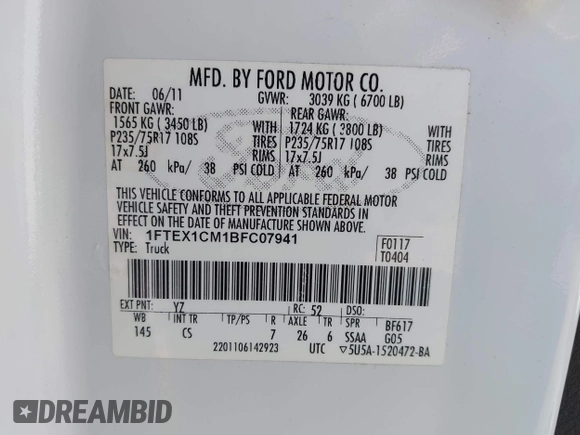 MFD. BY FORD MOTOR CO.
DATE: 06/11 GVWR: 3039 KG ( 6700 LB)
FRONT GAWR: REAR GAWR:
1565 KG ( 3450 LB) WITH 1724 KG ( 3800 LB) WITH
P235/75R17 108S TIRES P235/75R17 108S TIRES
17x7.5J RIMS 17x7.5J RIMS
AT 260 kPa/ 38 PSI COLD AT 260 kPa/ 38 PSI COLD
THIS VEHICLE CONFORMS TO ALL APPLICABLE FEDERAL MOTOR
VEHICLE SAFETY AND THEFT PREVENTION STANDARDS IN
EFFECT ON THE DATE OF MANUFACTURE SHOWN ABOVE.
VIN: 1FTEX1CM1BFC07941 F0117
TYPE: Truck T0404
EXT PNT: YZ RC: 52 DSO:
WB INT TR TP/PS R AXLE TR SPR BF617
145 CS 7 26 6 SSAA G05
2201106142923 UTC ▽5U5A-1520472-BA
DREAMBID